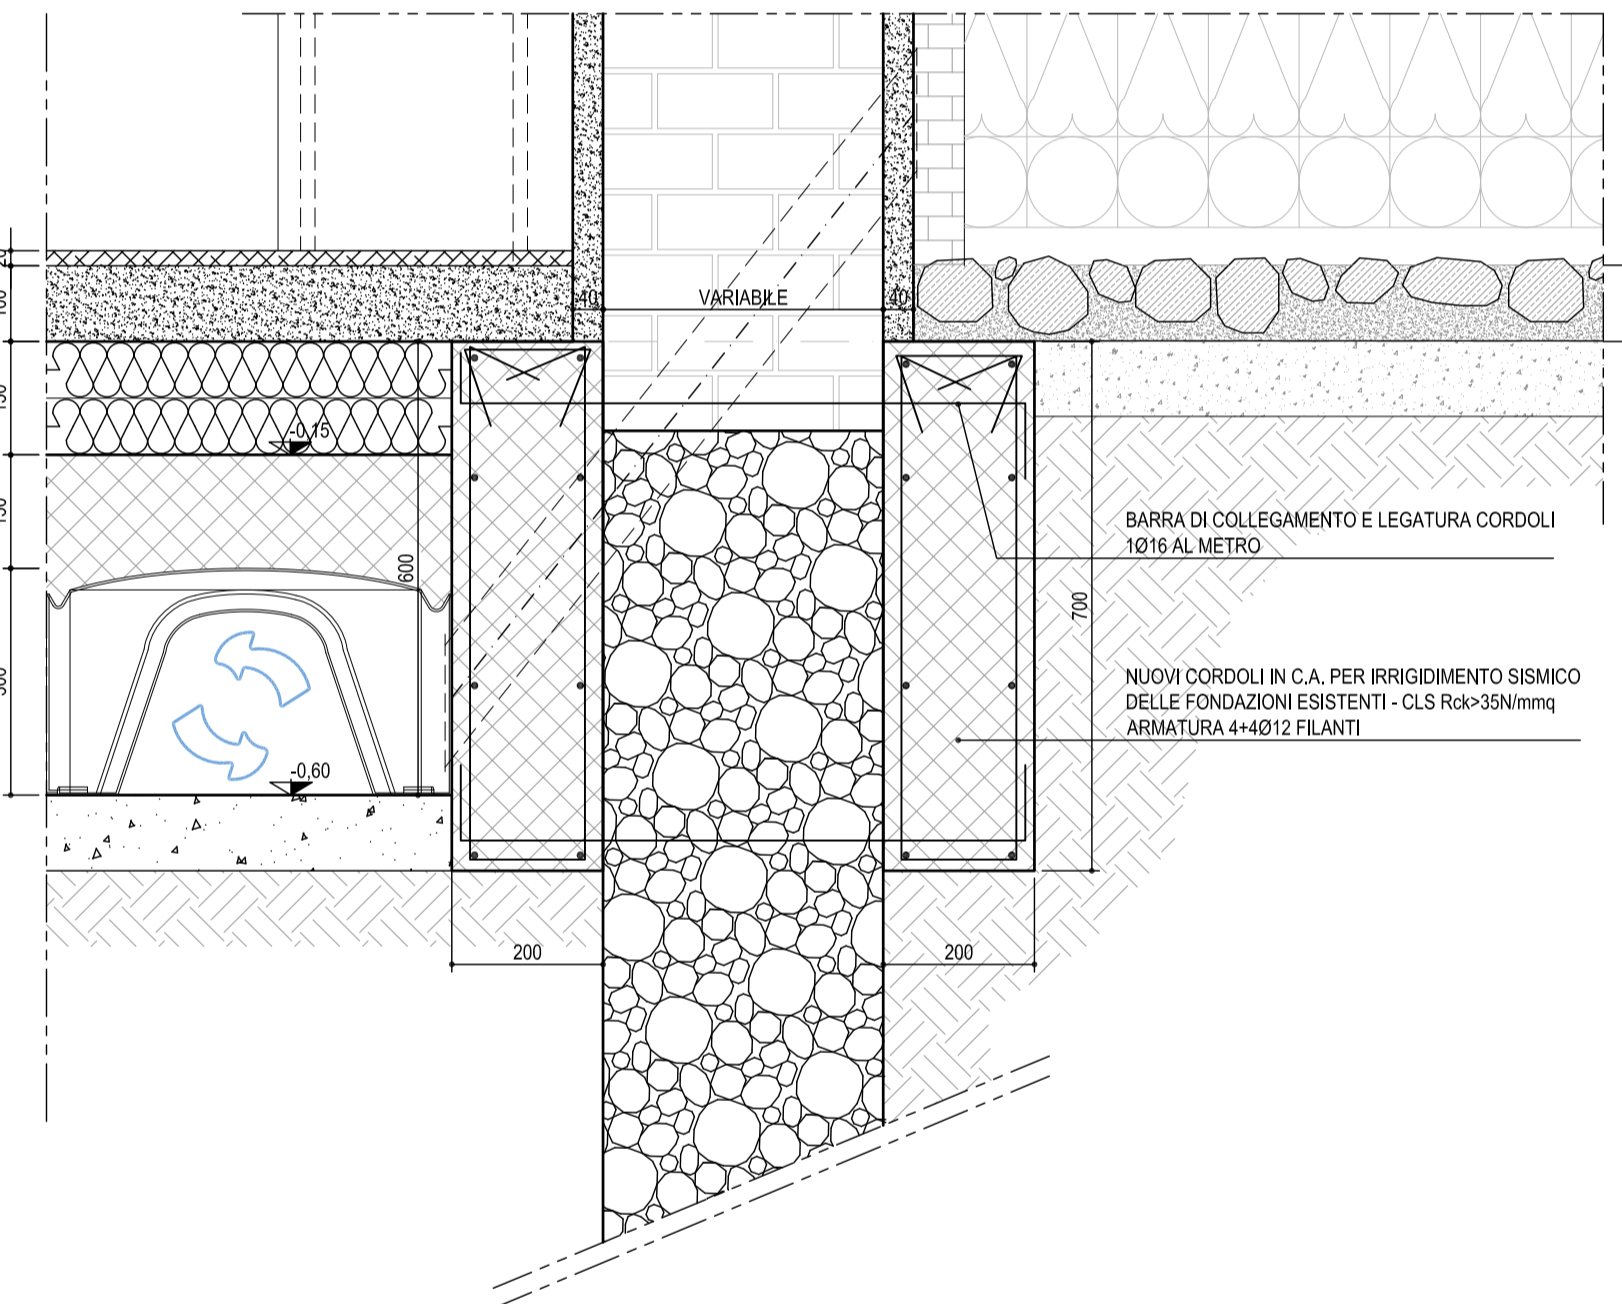 40
VARIABILE
40
-0,15
600
BARRA DI COLLEGAMENTO E LEGATURA CORDOLI
1Ø16 AL METRO
700
NUOVI CORDOLI IN C.A. PER IRRIGIDIMENTO SISMICO
DELLE FONDAZIONI ESISTENTI - CLS Rck>35N/mmq
ARMATURA 4+4Ø12 FILANTI
-0,60
200
200